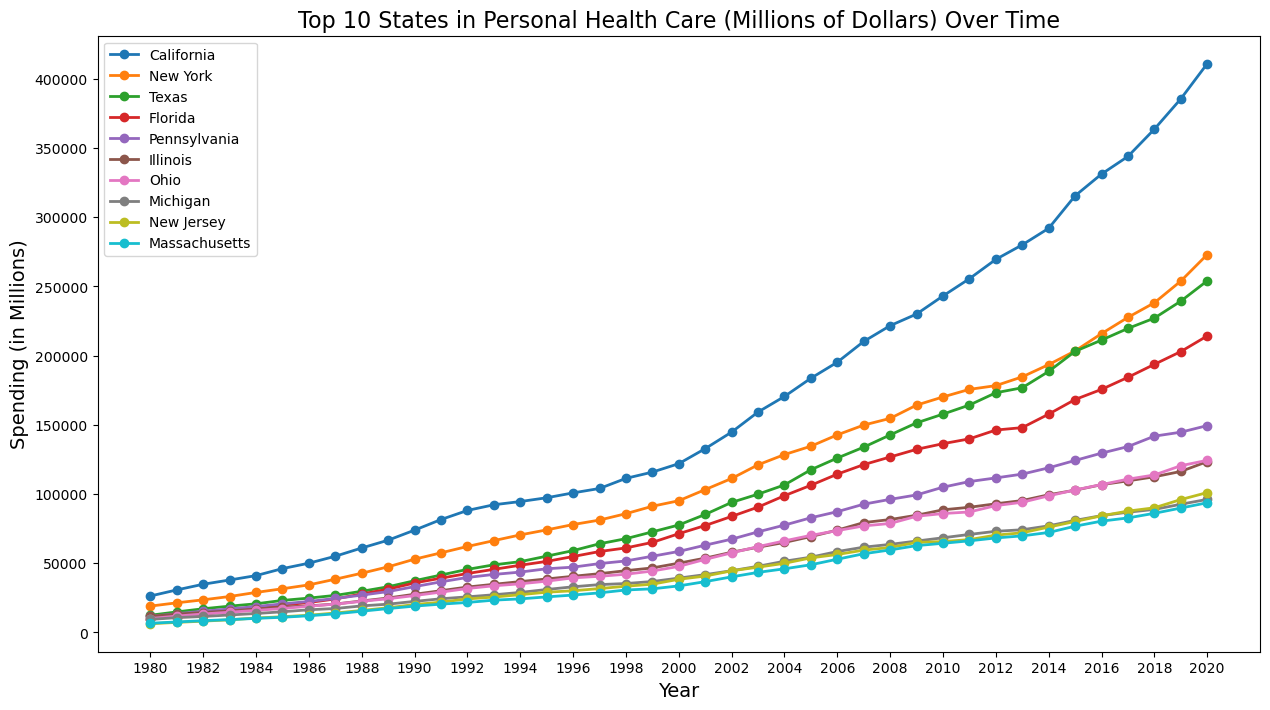 Top 10 States in Personal Health Care (Millions of Dollars) Over Time
California
New York
Texas
Florida
Pennsylvania
Illinois
Ohio
Michigan
New Jersey
Massachusetts
Spending (in Millions)
400000
350000
300000
250000
200000
150000
100000
50000
0
1980 1982 1984 1986 1988 1990 1992 1994 1996 1998 2000 2002 2004 2006 2008 2010 2012 2014 2016 2018 2020
Year